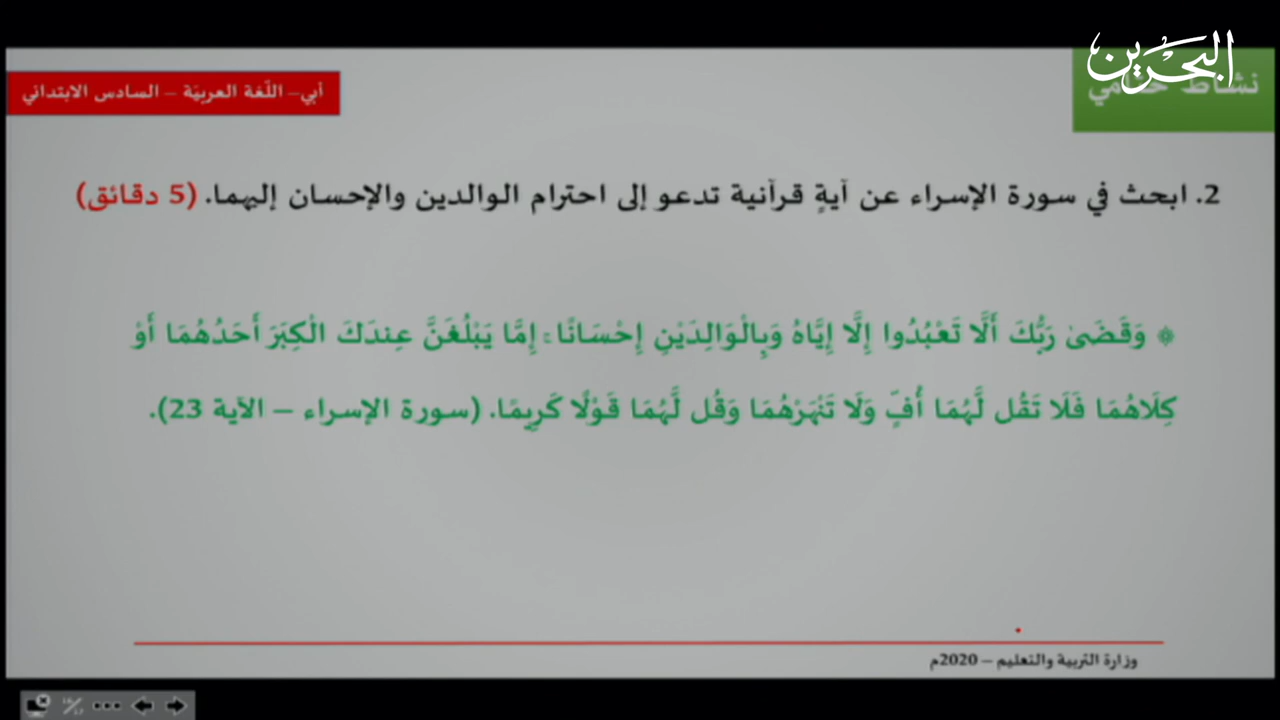 البحرين
نشاط ختامي
أبي– اللّغة العربيّة – السادس الابتدائي
2. ابحث في سورة الإسراء عن آيةٍ قرآنية تدعو إلى احترام الوالدين والإحسان إليهما. (5 دقائق)
۞ وَقَضَىٰ رَبُّكَ أَلَّا تَعْبُدُوا إِلَّا إِيَّاهُ وَبِالْوَالِدَيْنِ إِحْسَانًا ۚ إِمَّا يَبْلُغَنَّ عِندَكَ الْكِبَرَ أَحَدُهُمَا أَوْ
كِلَاهُمَا فَلَا تَقُل لَّهُمَا أُفٍّ وَلَا تَنْهَرْهُمَا وَقُل لَّهُمَا قَوْلًا كَرِيمًا. (سورة الإسراء – الآية 23).
وزارة التربية والتعليم – 2020م